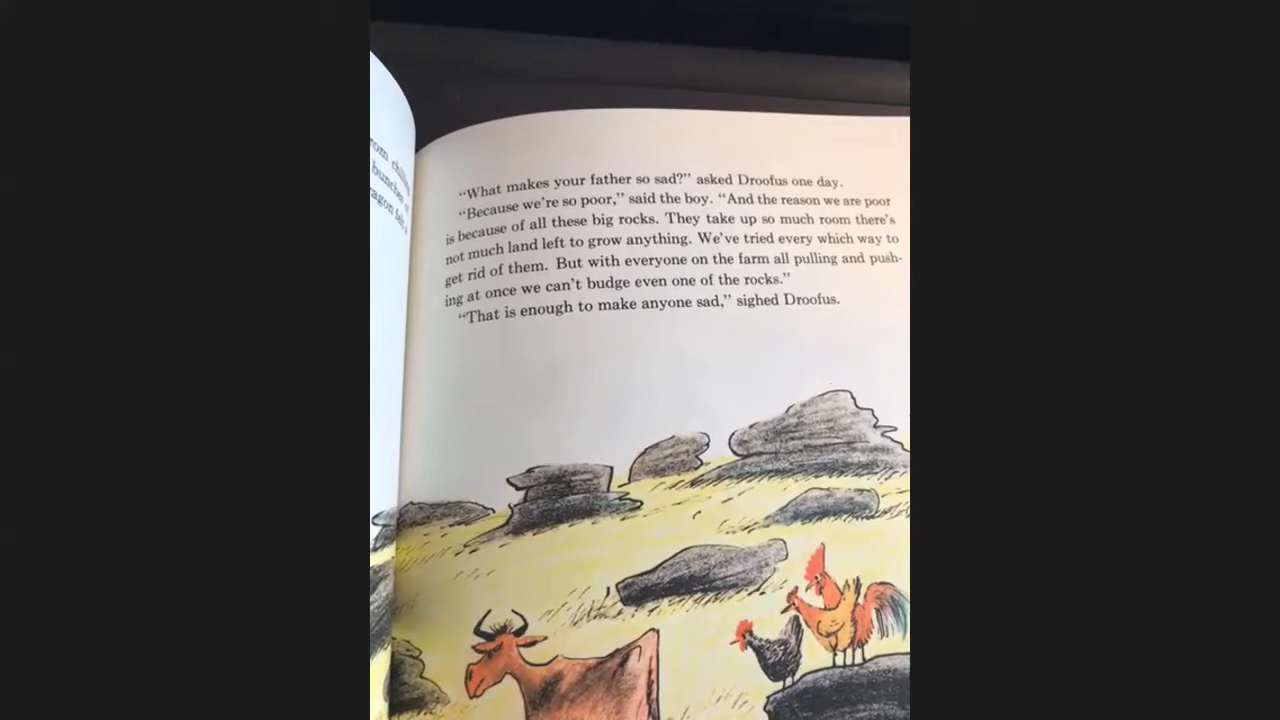 rom
bunches
“What makes your father so sad?” asked Droofus one day.
“Because we’re so poor,” said the boy. “And the reason we are poor
is because of all these big rocks. They take up so much room there’s
not much land left to grow anything. We’ve tried every which way to
get rid of them. But with everyone on the farm all pulling and push-
ing at once we can’t budge even one of the rocks.”
“That is enough to make anyone sad,” sighed Droofus.